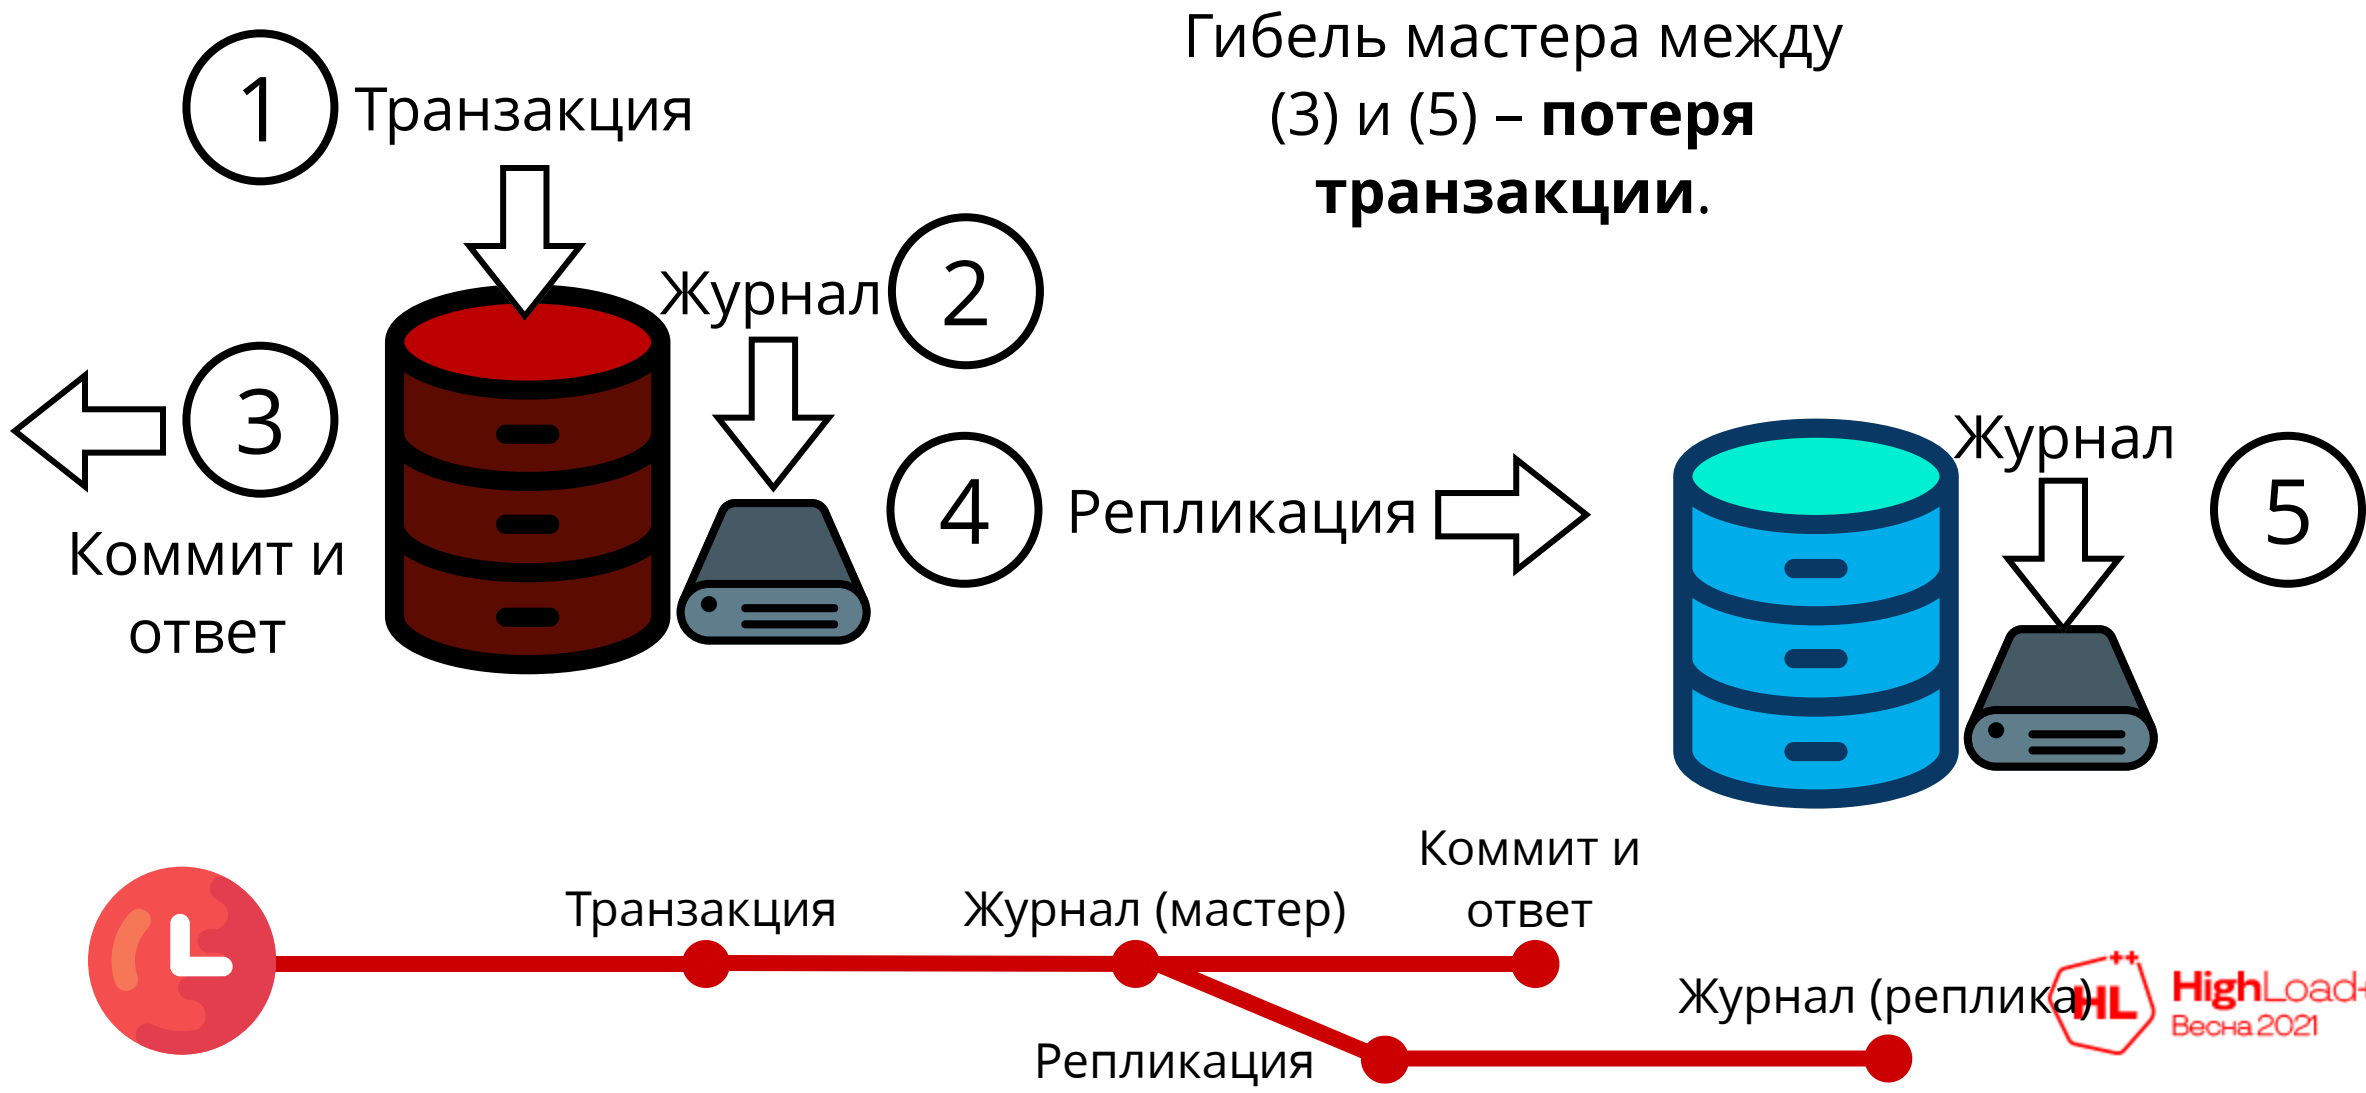 Гибель мастера между
(3) и (5) – потеря
транзакции.
1
Транзакция
Журнал
2
3
Коммит и
ответ
4
Репликация
Журнал
5
Коммит и
ответ
Транзакция
Журнал (мастер)
Журнал (реплика)
Репликация
++
HL
HighLoad+
Весна 2021